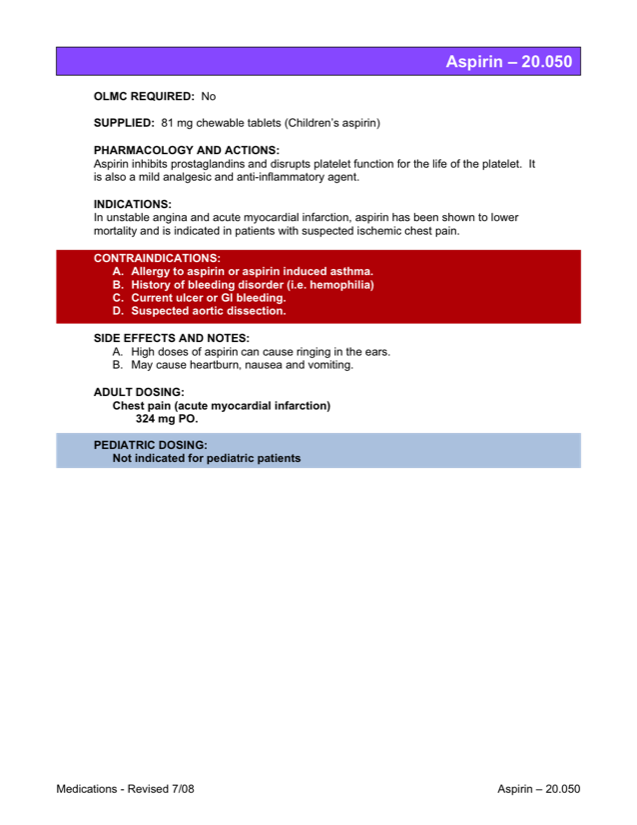 Aspirin – 20.050
OLMC REQUIRED: No
SUPPLIED: 81 mg chewable tablets (Children's aspirin)
PHARMACOLOGY AND ACTIONS:
Aspirin inhibits prostaglandins and disrupts platelet function for the life of the platelet. It
is also a mild analgesic and anti-inflammatory agent.
INDICATIONS:
In unstable angina and acute myocardial infarction, aspirin has been shown to lower
mortality and is indicated in patients with suspected ischemic chest pain.
CONTRAINDICATIONS:
A. Allergy to aspirin or aspirin induced asthma.
B. History of bleeding disorder (i.e. hemophilia)
C. Current ulcer or GI bleeding.
D. Suspected aortic dissection.
SIDE EFFECTS AND NOTES:
A. High doses of aspirin can cause ringing in the ears.
B. May cause heartburn, nausea and vomiting.
ADULT DOSING:
Chest pain (acute myocardial infarction)
324 mg PO.
PEDIATRIC DOSING:
Not indicated for pediatric patients
Medications - Revised 7/08 Aspirin – 20.050